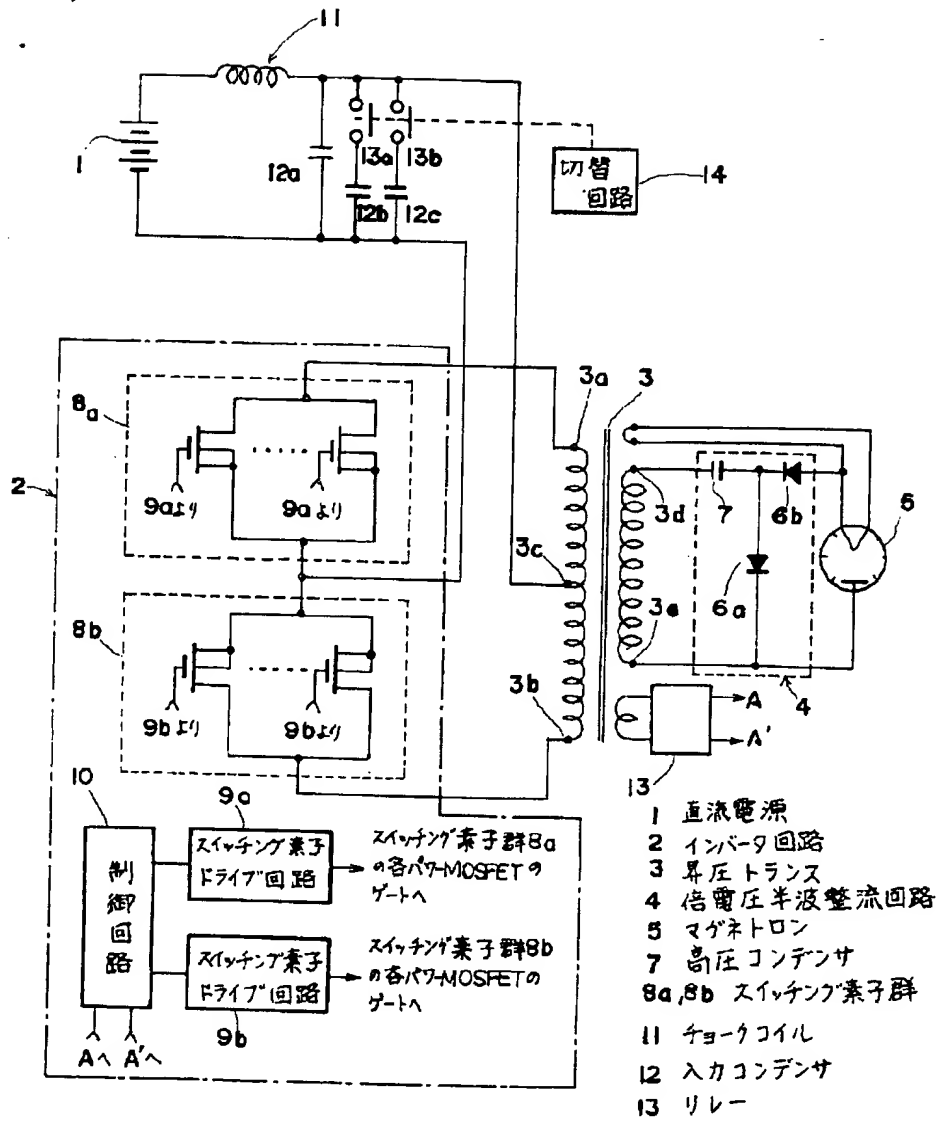 11
1
12a
13a
13b
12b
12c
切替
回路
14
2
8a
9aより
9aより
8b
9bより
9bより
3a
3
3c
3b
3d
3e
7
6b
6a
5
4
A
A'
13
10
制御回路
9a
スイッチング素子
ドライブ回路
スイッチング素子群8a
の各パワーMOSFETの
ゲートへ
スイッチング素子
ドライブ回路
9b
スイッチング素子群8b
の各パワーMOSFETの
ゲートへ
Aへ
A'へ
1 直流電源
2 インバータ回路
3 昇圧トランス
4 倍電圧半波整流回路
5 マグネトロン
7 高圧コンデンサ
8a,8b スイッチング素子群
11 チョークコイル
12 入力コンデンサ
13 リレー